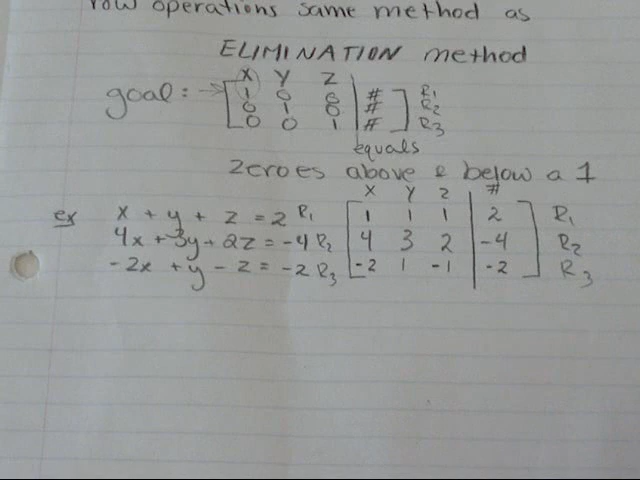 row operations same method as
ELIMINATION method
X Y Z
goal: → [ 1 0 0 | # ] R1
0 1 0 | # R2
0 0 1 | # R3
equals
zeroes above & below a 1
X Y Z #
ex x + y + z = 2 R1 [ 1 1 1 | 2 ] R1
4x + 3y + 2z = -4 R2 4 3 2 | -4 R2
-2x + y - z = -2 R3 -2 1 -1 | -2 R3